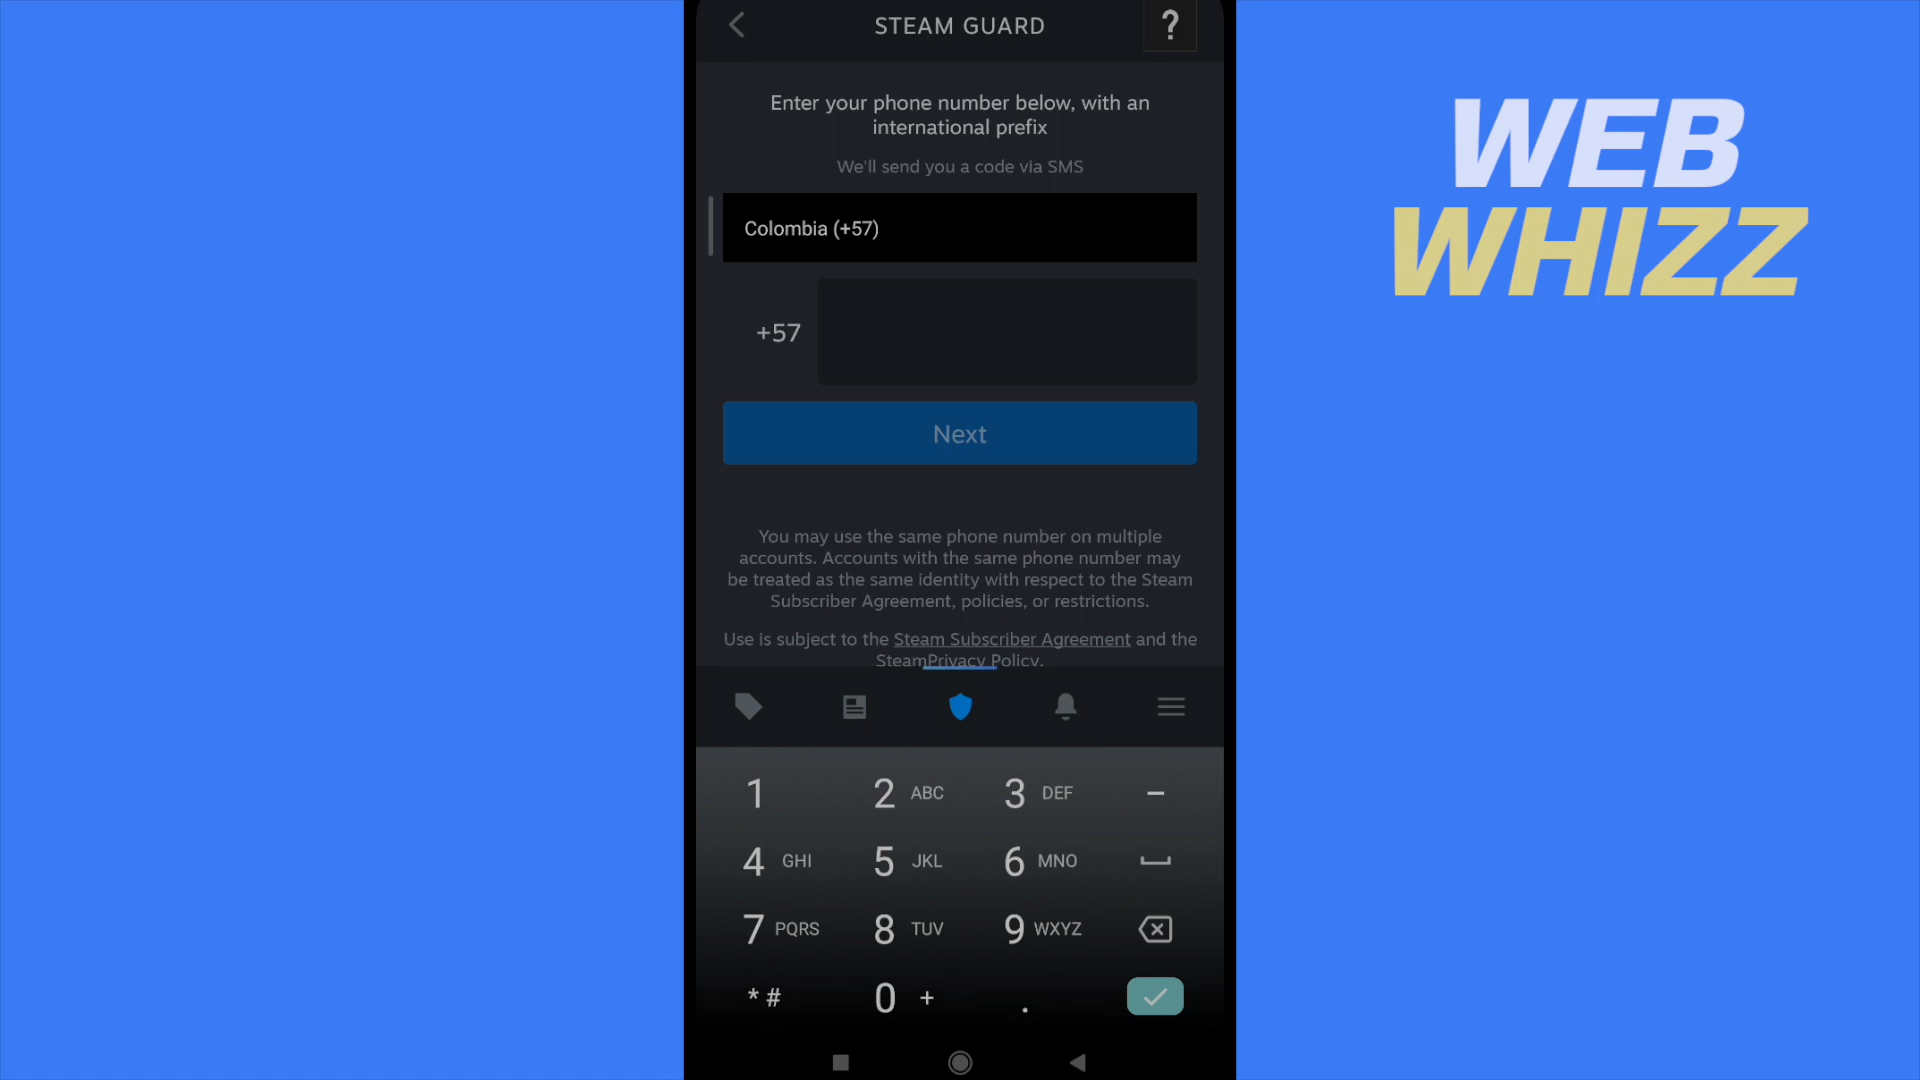 STEAM GUARD
?
Enter your phone number below, with an
international prefix
We'll send you a code via SMS
Colombia (+57)
+57
Next
You may use the same phone number on multiple
accounts. Accounts with the same phone number may
be treated as the same identity with respect to the Steam
Subscriber Agreement, policies, or restrictions.
Use is subject to the Steam Subscriber Agreement and the
SteamPrivacy Policy.
1 2 ABC 3 DEF –
4 GHI 5 JKL 6 MNO
7 PQRS 8 TUV 9 WXYZ
* # 0 + .
WEB
WHIZZ